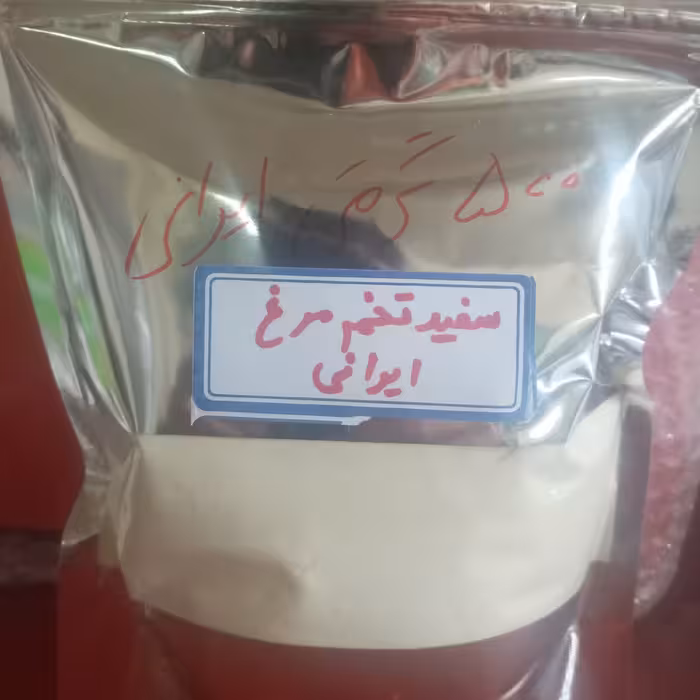 ۵۰۰ گرم ایرانی
سفید تخم مرغ
ایرانی